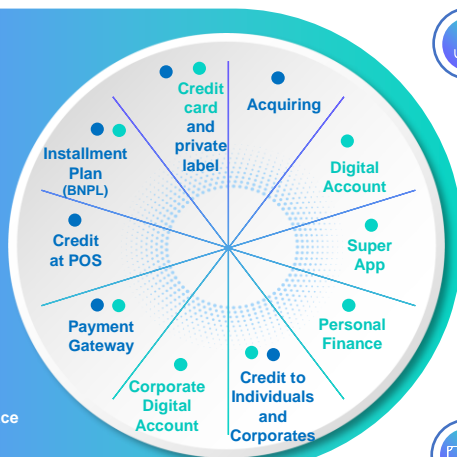 Credit
card
and
private
label
Acquiring
Digital
Account
Super
App
Personal
Finance
Credit to
Individuals
and
Corporates
Corporate
Digital
Account
Payment
Gateway
Credit
at POS
Installment
Plan
(BNPL)